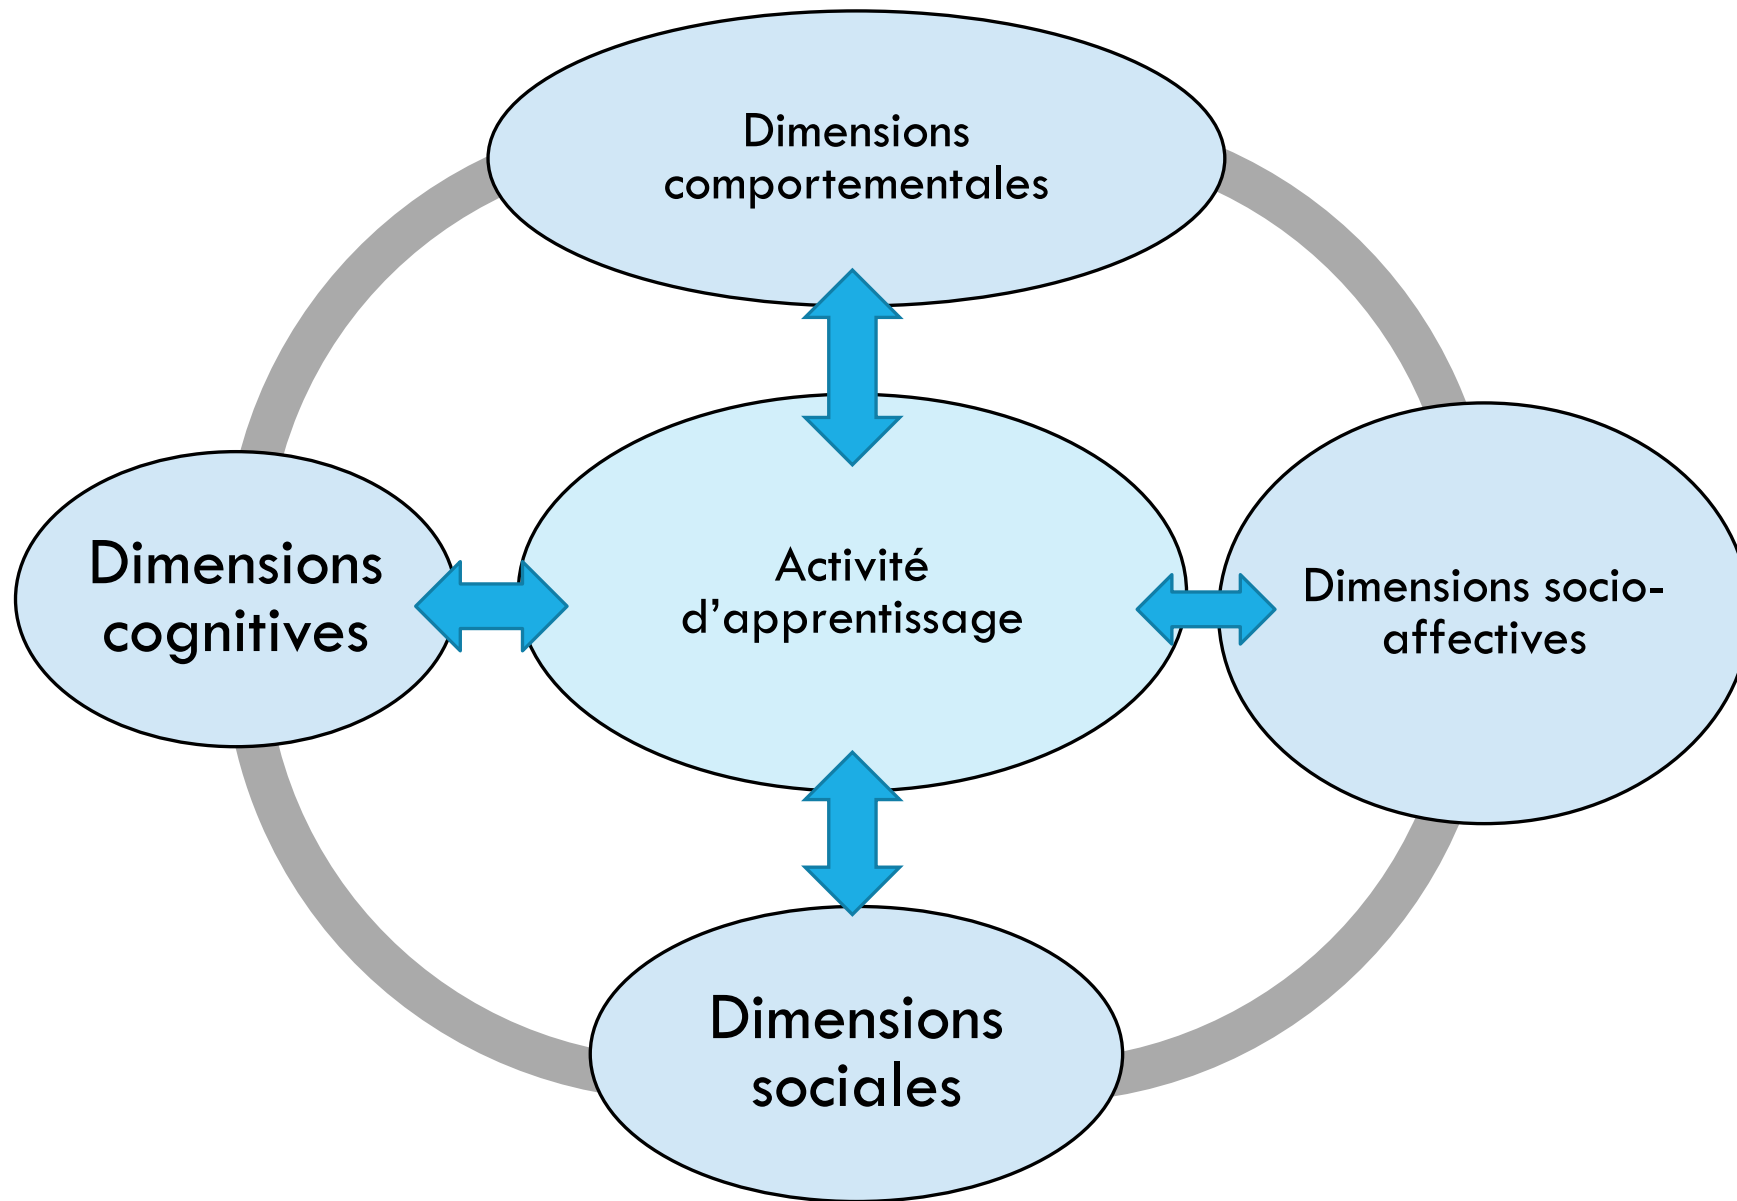 Dimensions
comportementales
Dimensions
cognitives
Activité
d’apprentissage
Dimensions socio-
affectives
Dimensions
sociales